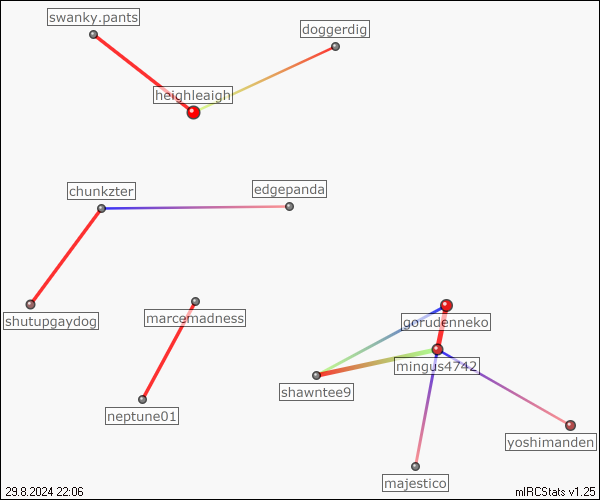 swanky.pants
doggerdig
heighleaigh
chunkzter
edgepanda
shutupgaydog
marcemadness
gorudenneko
mingus4742
shawntee9
neptune01
yoshimanden
majestico
29.8.2024 22:06
mIRCStats v1.25